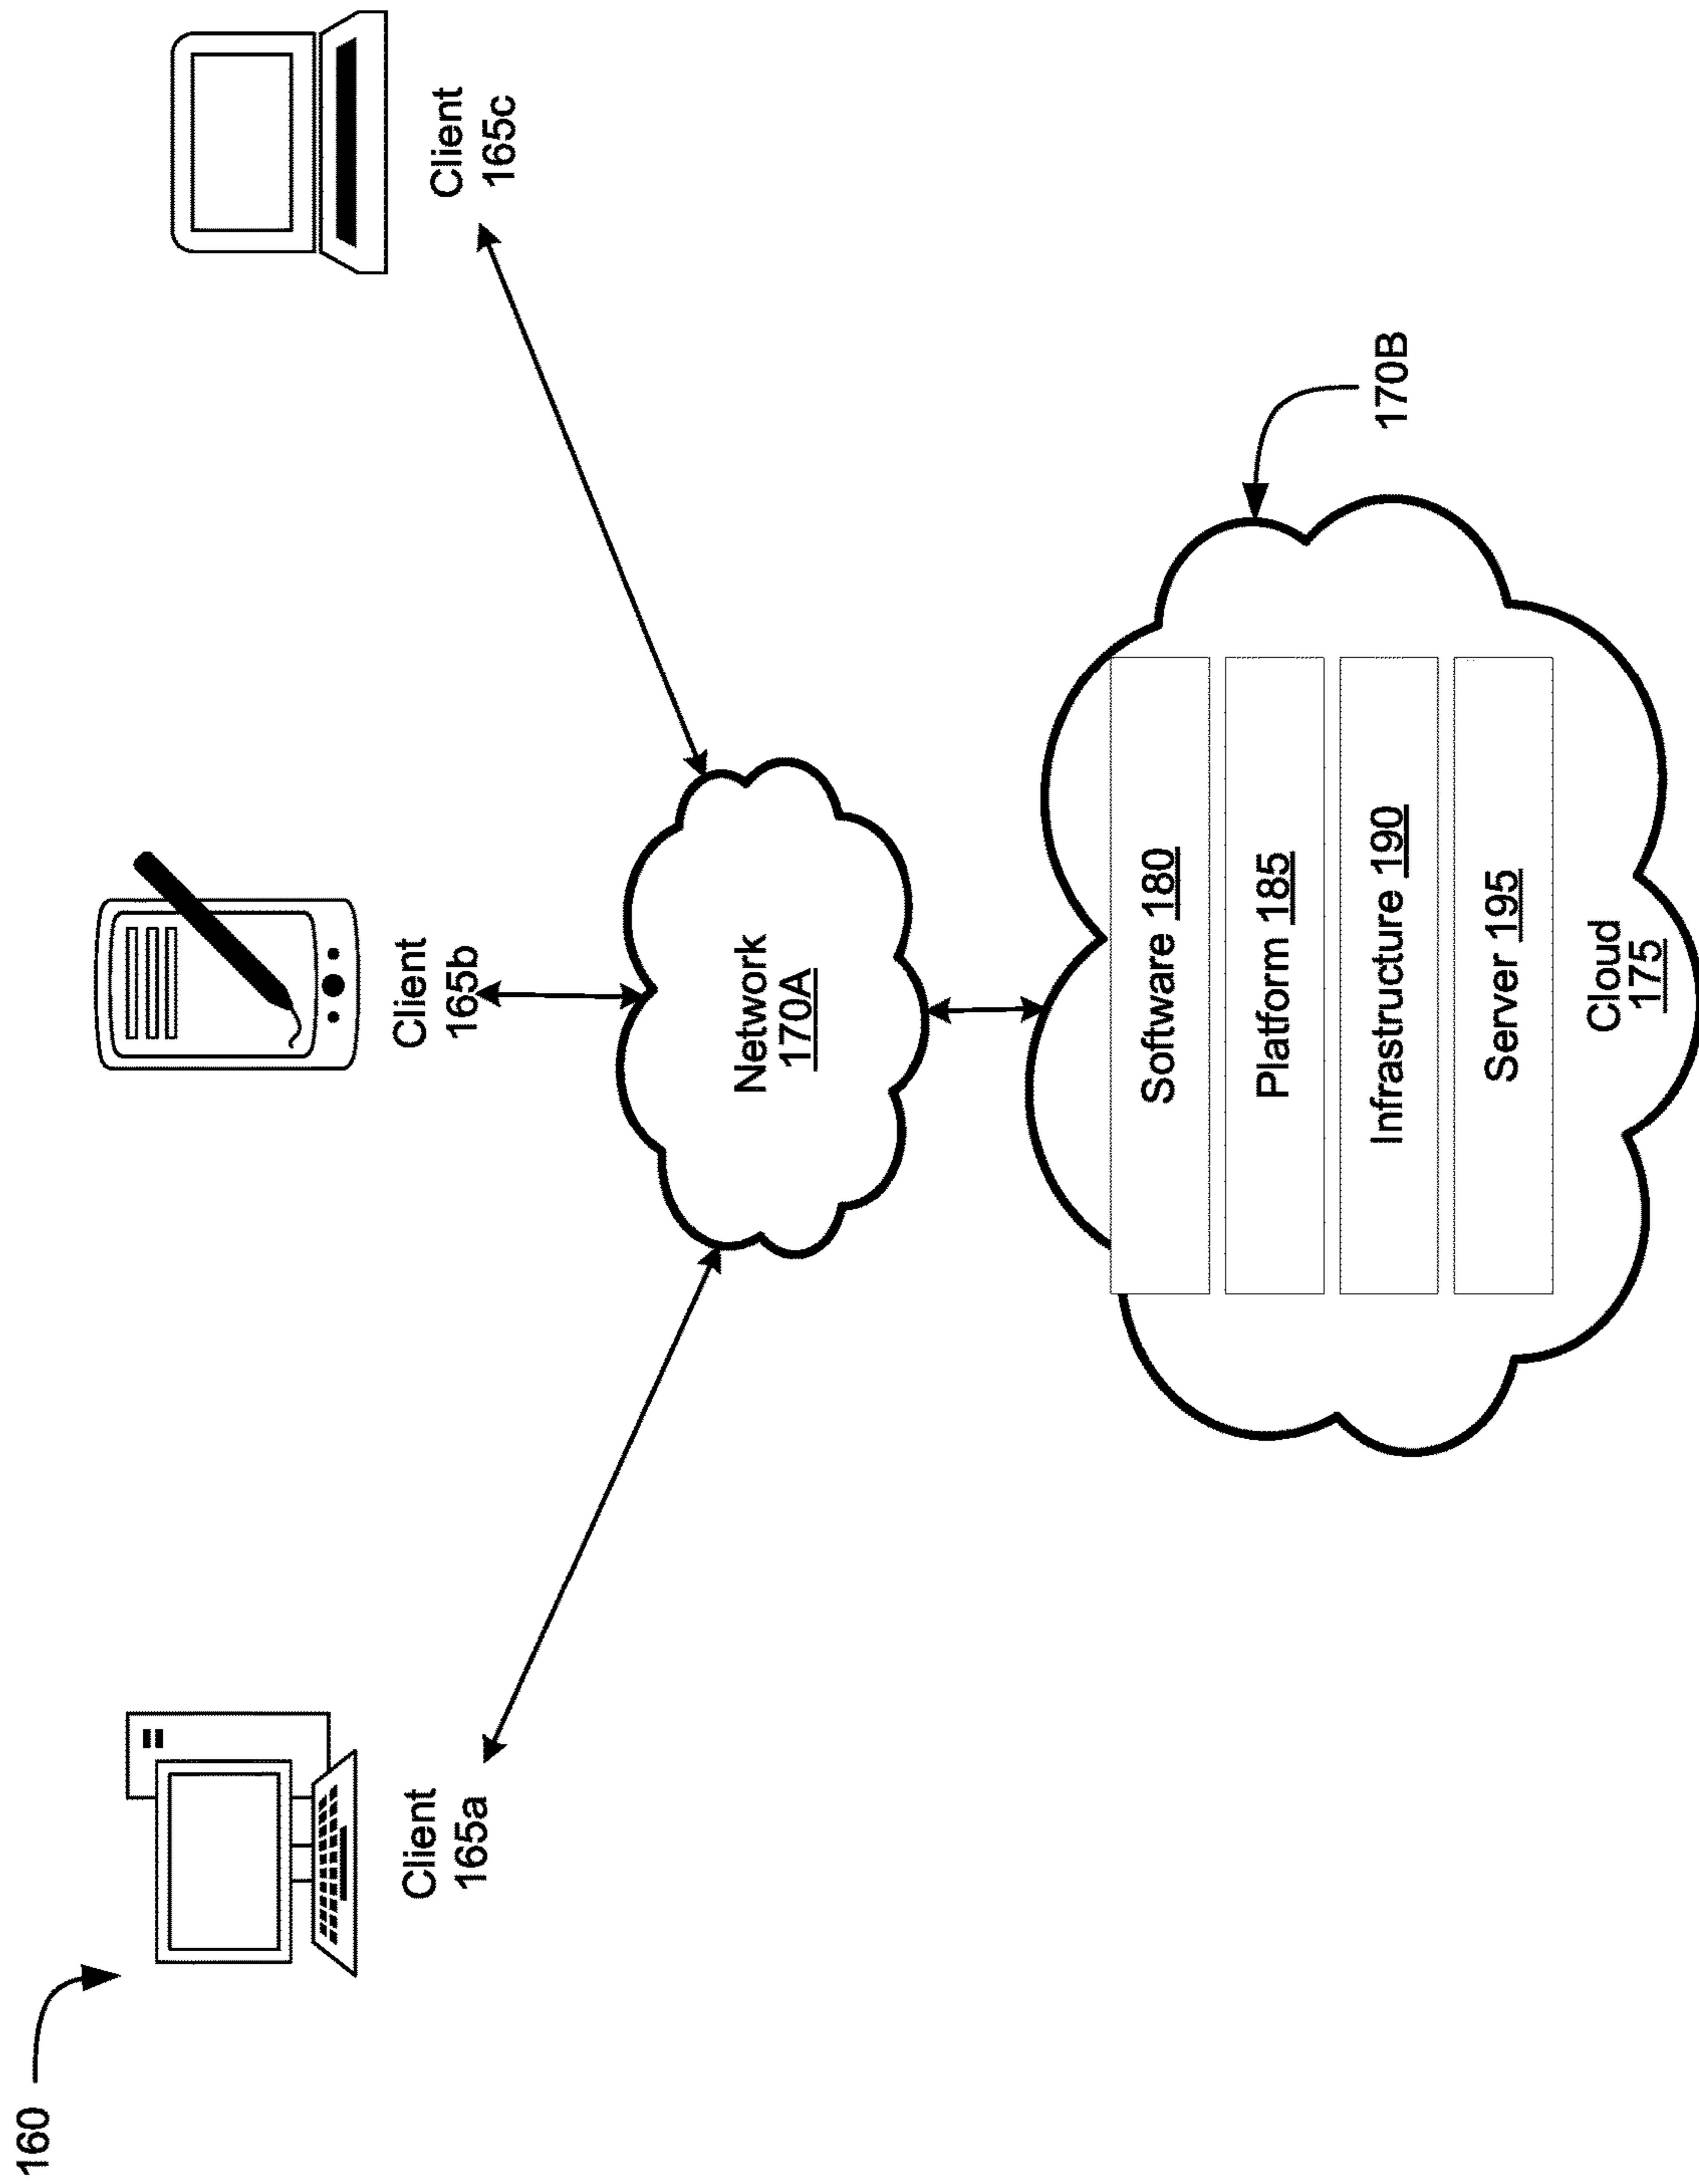 160
Client
165a
Client
165b
Client
165c
Network
170A
170B
Software 180
Platform 185
Infrastructure 190
Server 195
Cloud
175